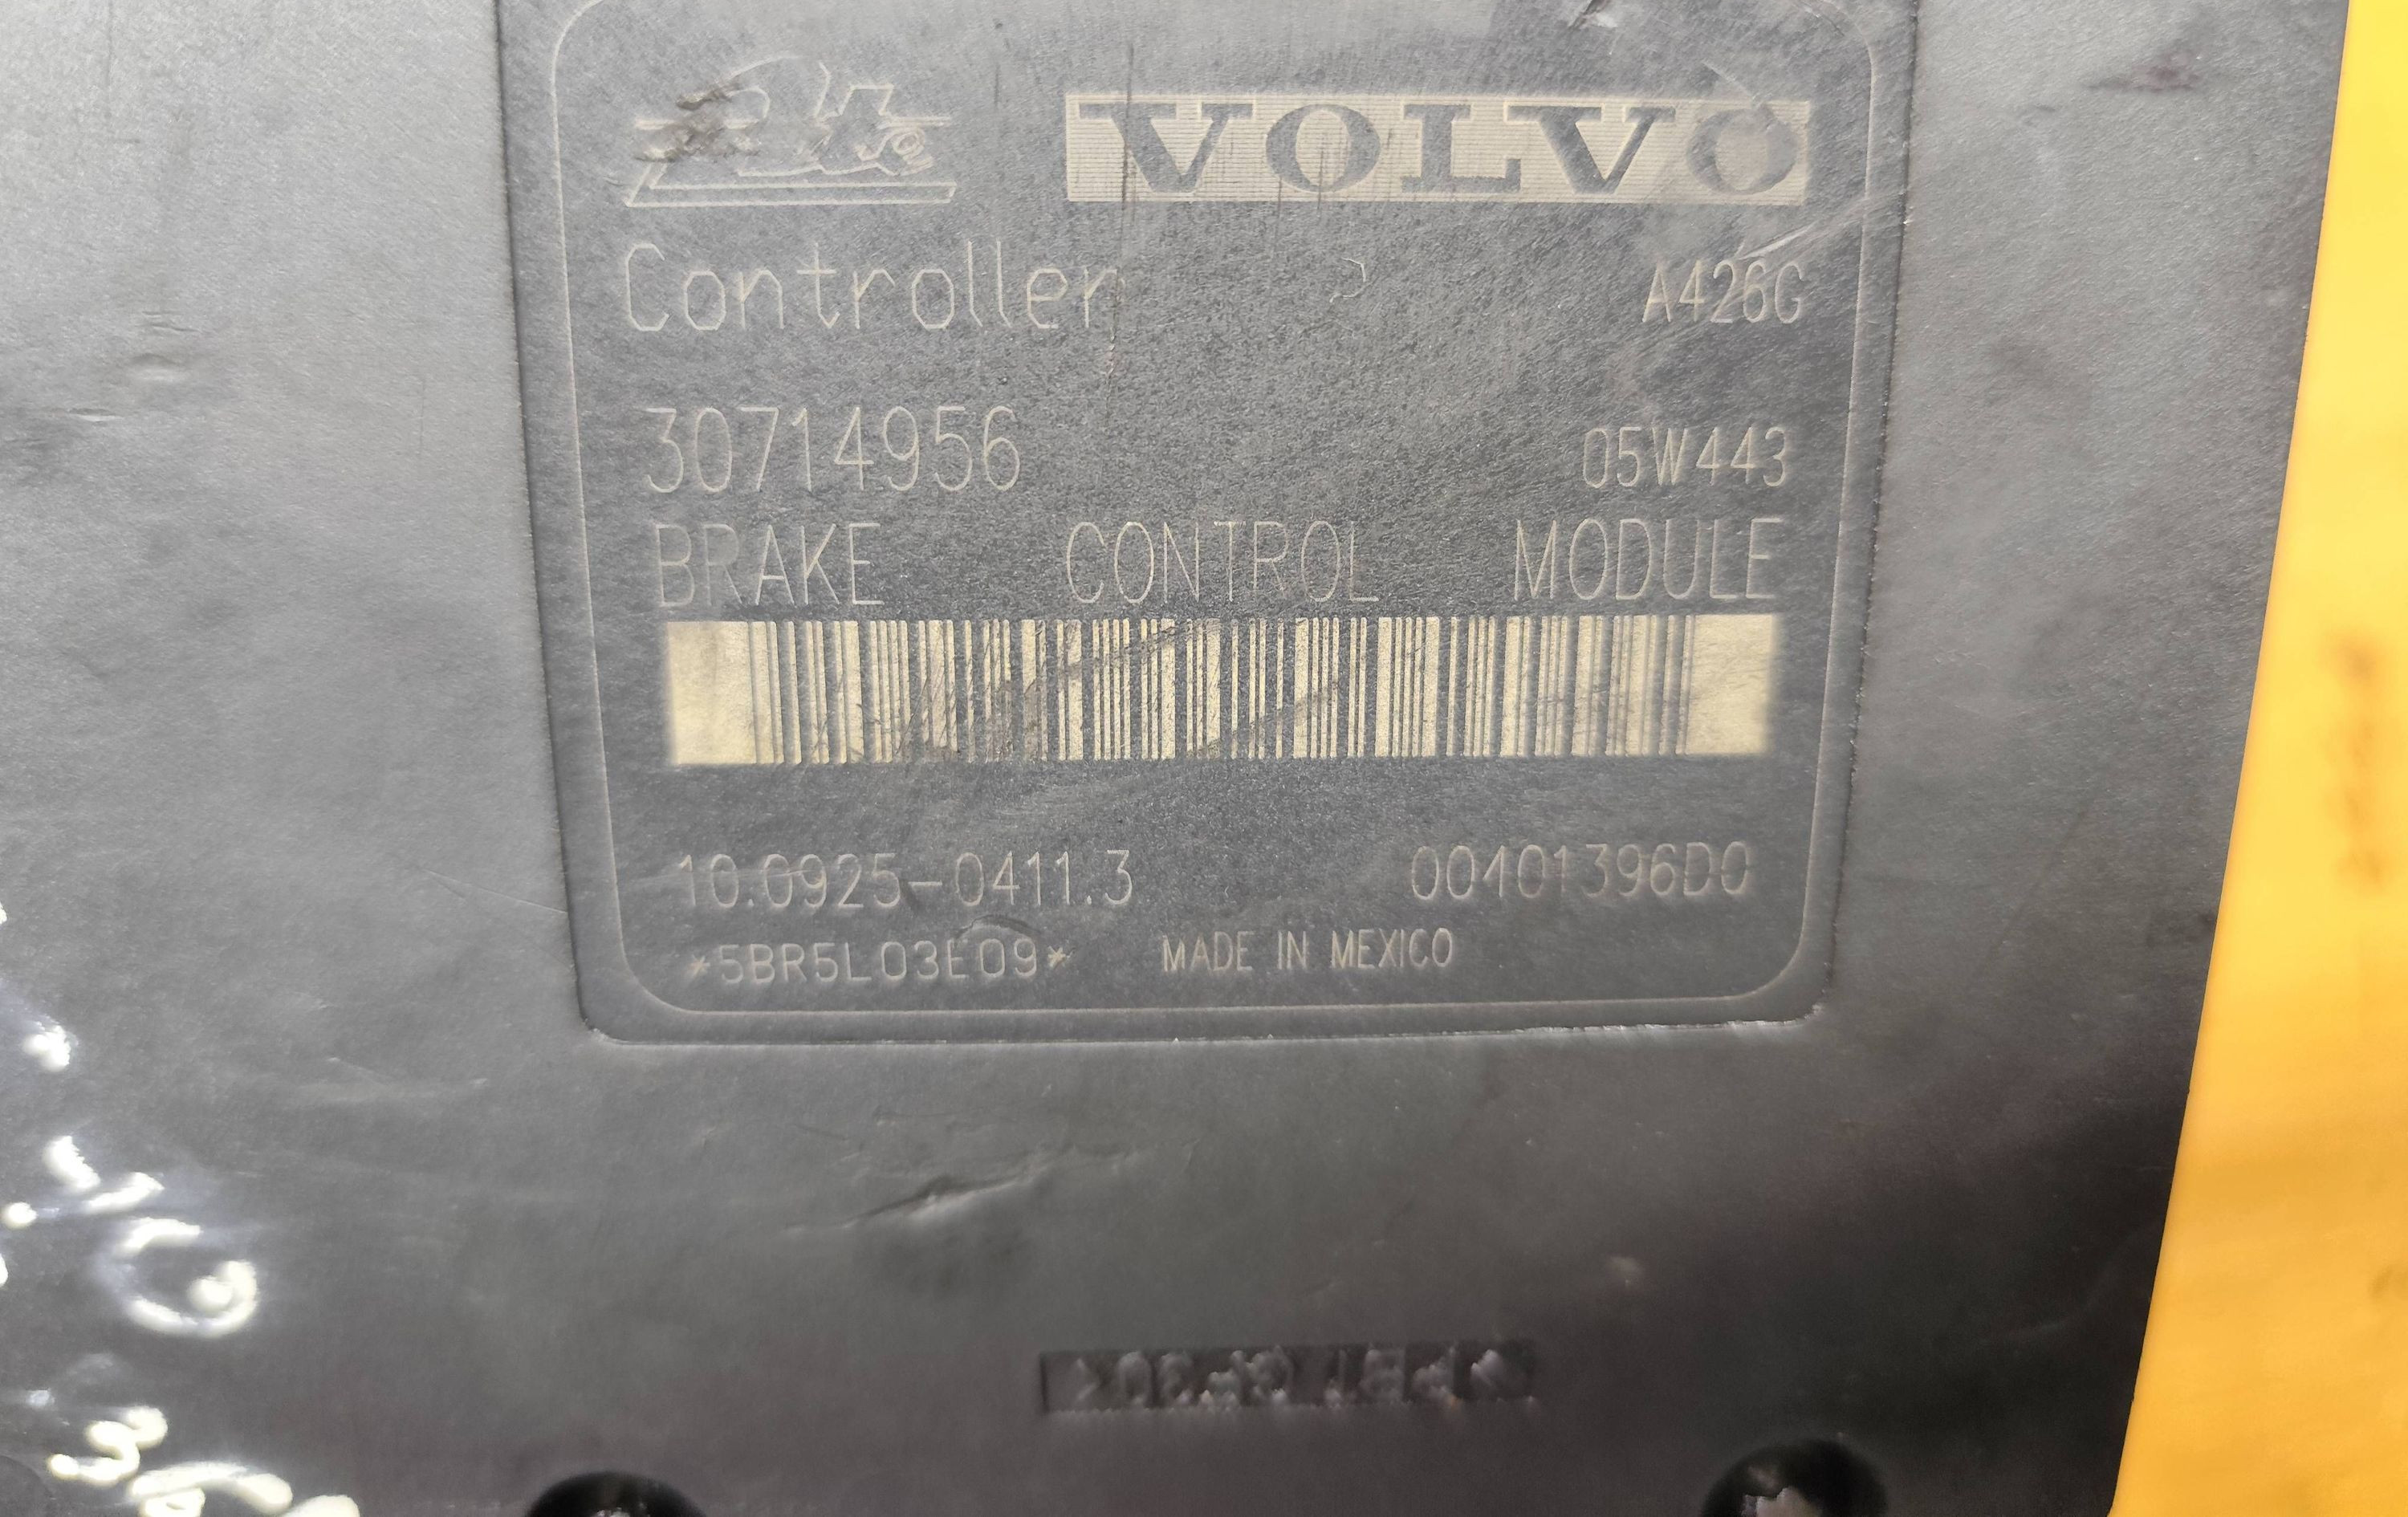 VOLVO
Controller A426G
30714956 05W443
BRAKE CONTROL MODULE
10.0925-0411.3 00401396D0
*5BR5L03E09* MADE IN MEXICO